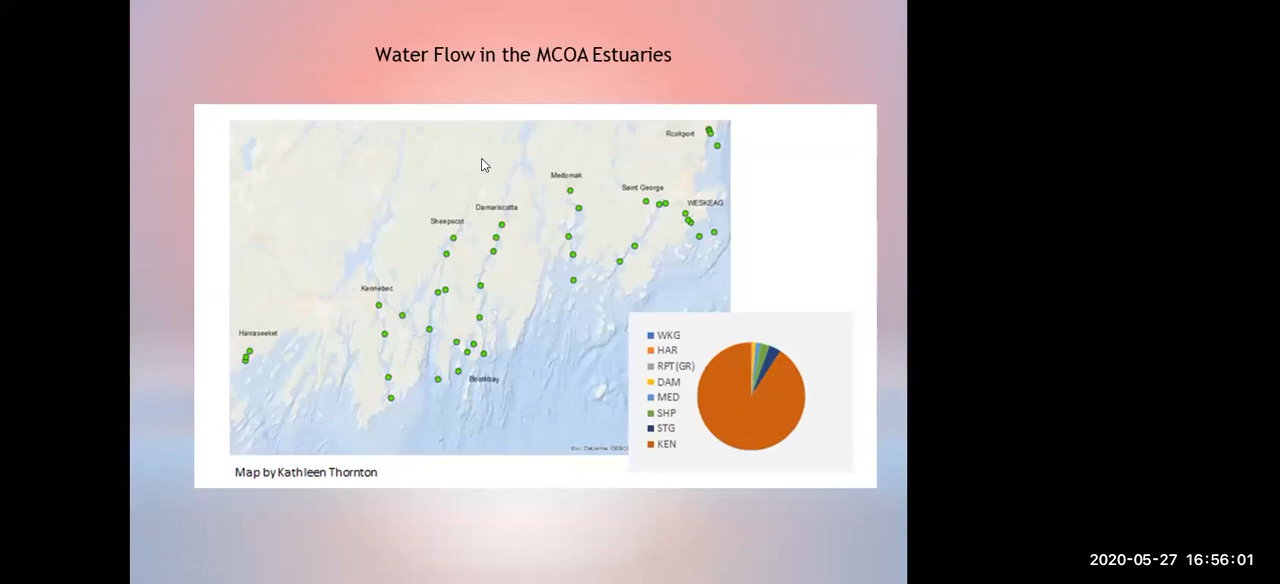 Water Flow in the MCOA Estuaries
Rcokport
Medomak
Saint George
WESKEAG
Damariscotta
Sheepscot
Kennebec
Harraseeket
Boothbay
WKG
HAR
RPT(GR)
DAM
MED
SHP
STG
KEN
Map by Kathleen Thornton
2020-05-27 16:56:01